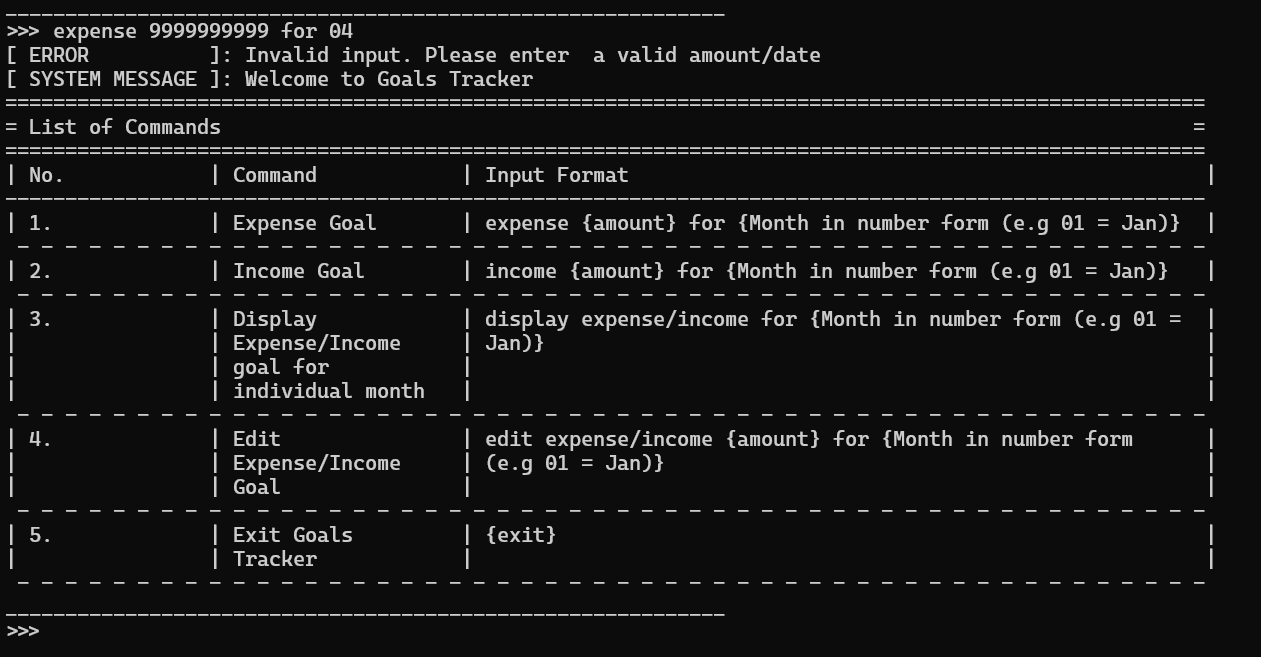 ____________________________________________________________
>>> expense 9999999999 for 04
[ ERROR          ]: Invalid input. Please enter  a valid amount/date
[ SYSTEM MESSAGE ]: Welcome to Goals Tracker
====================================================================================================
= List of Commands                                                                                 =
====================================================================================================
| No.            | Command            | Input Format                                                |
----------------------------------------------------------------------------------------------------
| 1.             | Expense Goal       | expense {amount} for {Month in number form (e.g 01 = Jan)}  |
 - - - - - - - - - - - - - - - - - - - - - - - - - - - - - - - - - - - - - - - - - - - - - - - - - -
| 2.             | Income Goal        | income {amount} for {Month in number form (e.g 01 = Jan)}   |
 - - - - - - - - - - - - - - - - - - - - - - - - - - - - - - - - - - - - - - - - - - - - - - - - - -
| 3.             | Display            | display expense/income for {Month in number form (e.g 01 =  |
|                | Expense/Income     | Jan)}                                                       |
|                | goal for           |                                                             |
|                | individual month   |                                                             |
 - - - - - - - - - - - - - - - - - - - - - - - - - - - - - - - - - - - - - - - - - - - - - - - - - -
| 4.             | Edit               | edit expense/income {amount} for {Month in number form      |
|                | Expense/Income     | (e.g 01 = Jan)}                                             |
|                | Goal               |                                                             |
 - - - - - - - - - - - - - - - - - - - - - - - - - - - - - - - - - - - - - - - - - - - - - - - - - -
| 5.             | Exit Goals         | {exit}                                                      |
|                | Tracker            |                                                             |
 - - - - - - - - - - - - - - - - - - - - - - - - - - - - - - - - - - - - - - - - - - - - - - - - - -
____________________________________________________________
>>>